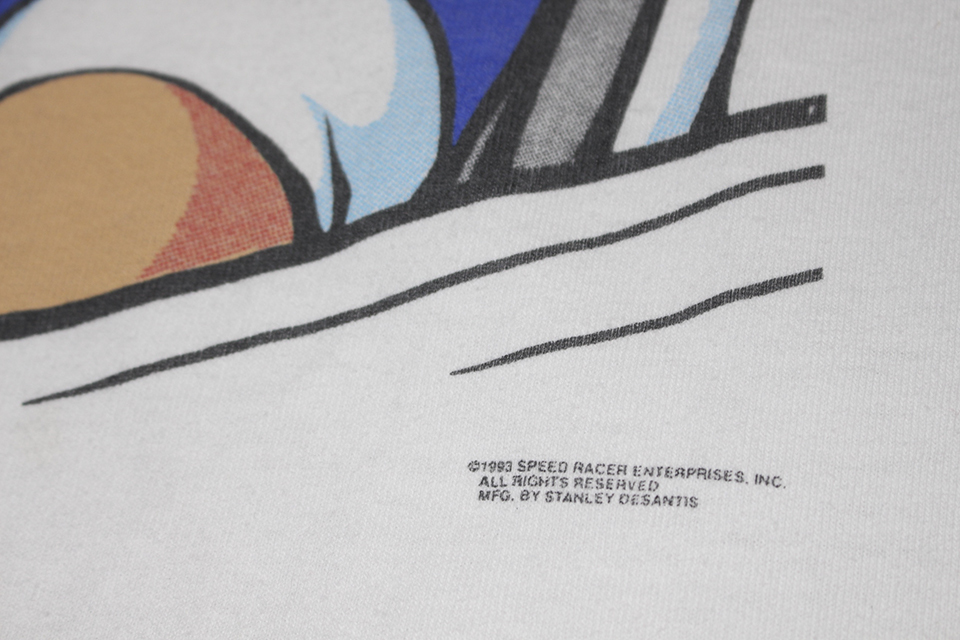 ©1993 SPEED RACER ENTERPRISES, INC.
ALL RIGHTS RESERVED
MFG. BY STANLEY DESANTIS